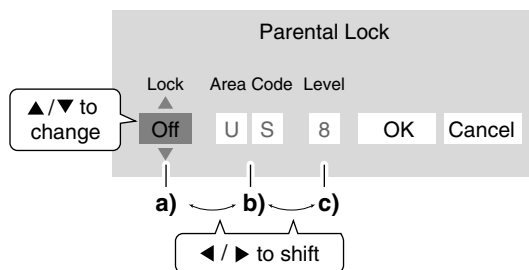 Parental Lock
Lock Area Code Level
▲/▼ to
change
Off U S 8 OK Cancel
a) b) c)
◀ / ▶ to shift